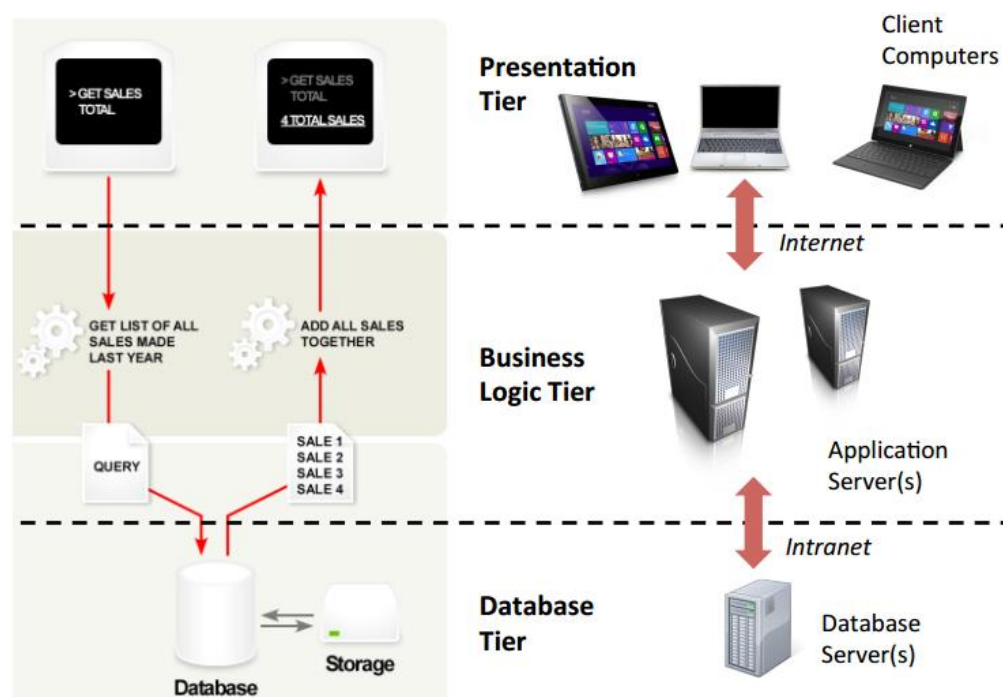 > GET SALES
TOTAL
> GET SALES
TOTAL
4 TOTAL SALES
Presentation
Tier
Client
Computers
Internet
GET LIST OF ALL
SALES MADE
LAST YEAR
ADD ALL SALES
TOGETHER
Business
Logic Tier
QUERY
SALE 1
SALE 2
SALE 3
SALE 4
Application
Server(s)
Intranet
Database
Storage
Database
Tier
Database
Server(s)